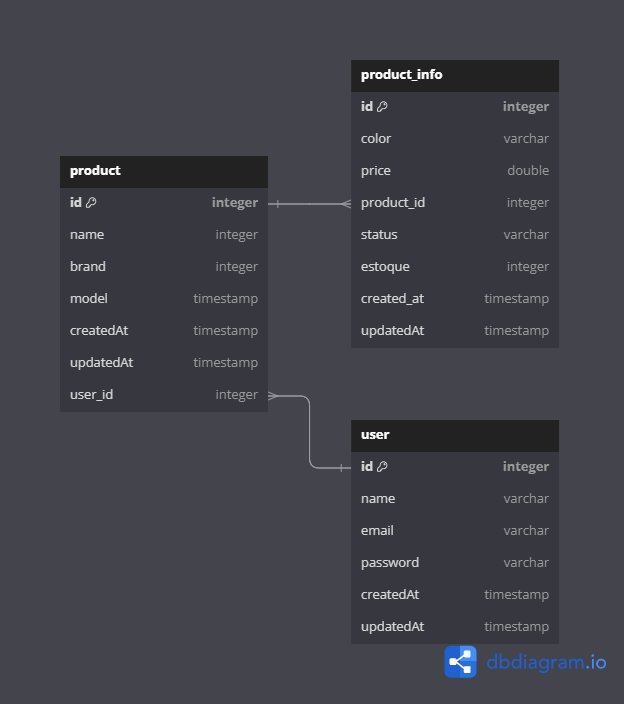 product
id integer
name integer
brand integer
model timestamp
createdAt timestamp
updatedAt timestamp
user_id integer
product_info
id integer
color varchar
price double
product_id integer
status varchar
estoque integer
created_at timestamp
updatedAt timestamp
user
id integer
name varchar
email varchar
password varchar
createdAt timestamp
updatedAt timestamp
dbdiagram.io